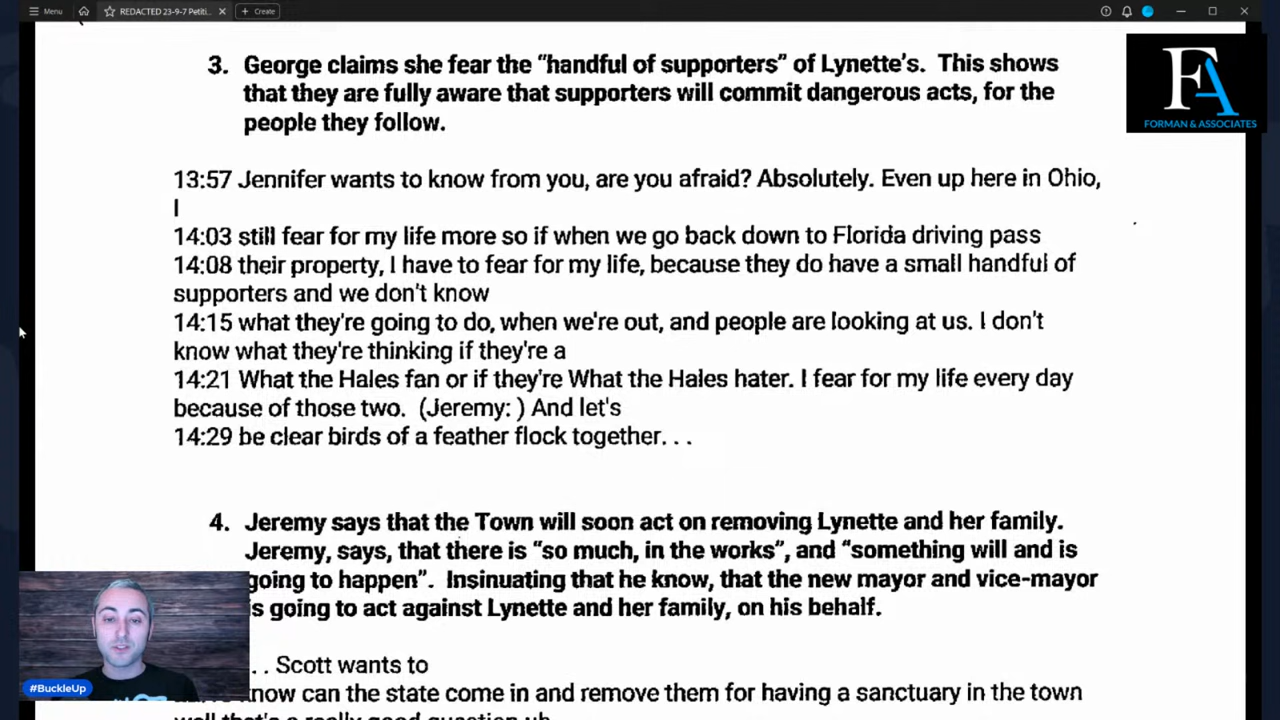 Menu
REDACTED 23-9-7 Petiti...
Create
FA
FORMAN & ASSOCIATES
3. George claims she fear the “handful of supporters” of Lynette’s. This shows
that they are fully aware that supporters will commit dangerous acts, for the
people they follow.
13:57 Jennifer wants to know from you, are you afraid? Absolutely. Even up here in Ohio,
I
14:03 still fear for my life more so if when we go back down to Florida driving pass
14:08 their property, I have to fear for my life, because they do have a small handful of
supporters and we don't know
14:15 what they're going to do, when we're out, and people are looking at us. I don't
know what they're thinking if they're a
14:21 What the Hales fan or if they're What the Hales hater. I fear for my life every day
because of those two. (Jeremy: ) And let's
14:29 be clear birds of a feather flock together. . .
4. Jeremy says that the Town will soon act on removing Lynette and her family.
Jeremy, says, that there is “so much, in the works”, and “something will and is
going to happen”. Insinuating that he know, that the new mayor and vice-mayor
is going to act against Lynette and her family, on his behalf.
. . Scott wants to
know can the state come in and remove them for having a sanctuary in the town
well that's a really good question uh
#BuckleUp